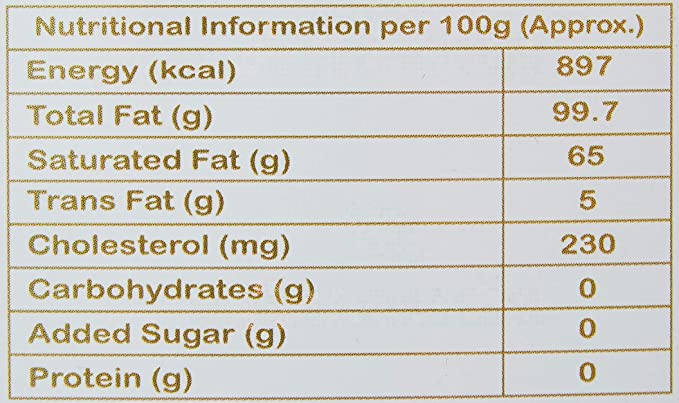 Nutritional Information per 100g (Approx.)
Energy (kcal) 897
Total Fat (g) 99.7
Saturated Fat (g) 65
Trans Fat (g) 5
Cholesterol (mg) 230
Carbohydrates (g) 0
Added Sugar (g) 0
Protein (g) 0